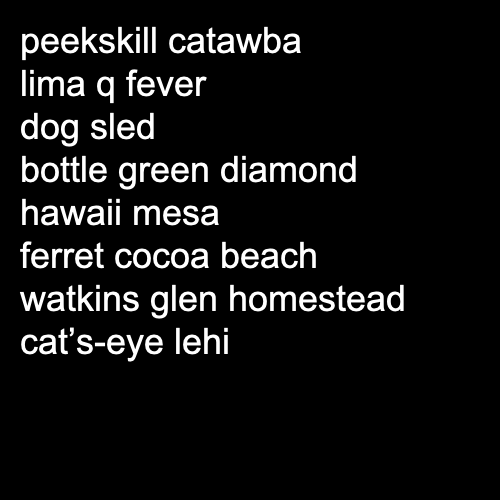 peekskill catawba
lima q fever
dog sled
bottle green diamond
hawaii mesa
ferret cocoa beach
watkins glen homestead
cat’s-eye lehi